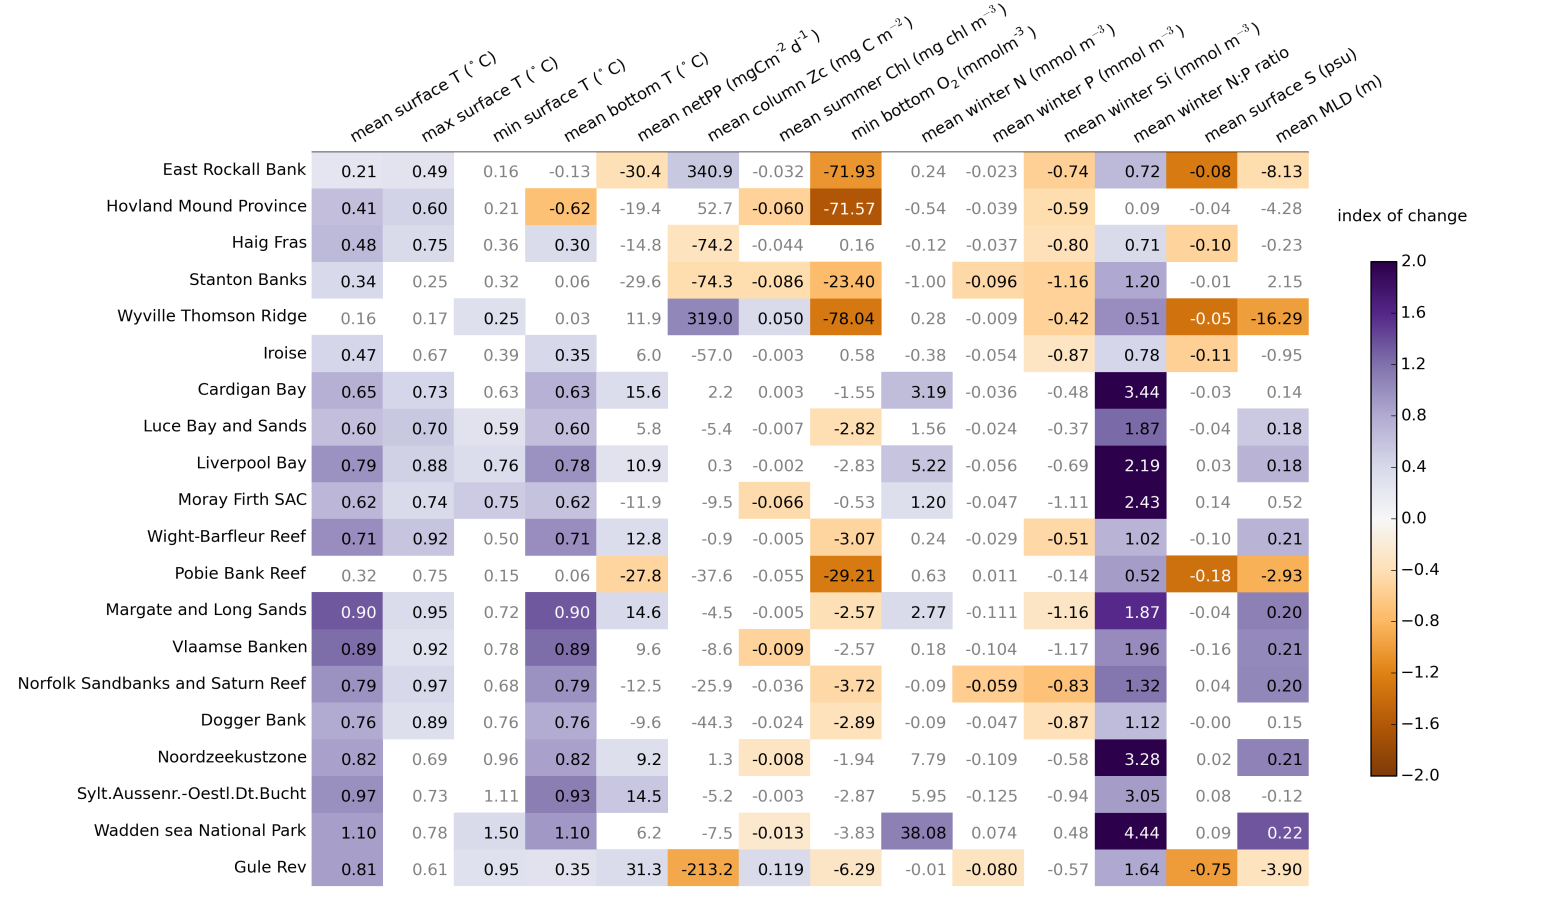 mean surface T (°C)
max surface T (°C)
min surface T (°C)
mean bottom T (°C)
mean netPP (mgCm⁻² d⁻¹)
mean column Zc (mg C m⁻²)
mean summer Chl (mg chl m⁻³)
min bottom O₂ (mmolm⁻³)
mean winter N (mmol m⁻³)
mean winter P (mmol m⁻³)
mean winter Si (mmol m⁻³)
mean winter N:P ratio
mean surface S (psu)
mean MLD (m)
East Rockall Bank 0.21 0.49 0.16 -0.13 -30.4 340.9 -0.032 -71.93 0.24 -0.023 -0.74 0.72 -0.08 -8.13
Hovland Mound Province 0.41 0.60 0.21 -0.62 -19.4 52.7 -0.060 -71.57 -0.54 -0.039 -0.59 0.09 -0.04 -4.28
Haig Fras 0.48 0.75 0.36 0.30 -14.8 -74.2 -0.044 0.16 -0.12 -0.037 -0.80 0.71 -0.10 -0.23
Stanton Banks 0.34 0.25 0.32 0.06 -29.6 -74.3 -0.086 -23.40 -1.00 -0.096 -1.16 1.20 -0.01 2.15
Wyville Thomson Ridge 0.16 0.17 0.25 0.03 11.9 319.0 0.050 -78.04 0.28 -0.009 -0.42 0.51 -0.05 -16.29
Iroise 0.47 0.67 0.39 0.35 6.0 -57.0 -0.003 0.58 -0.38 -0.054 -0.87 0.78 -0.11 -0.95
Cardigan Bay 0.65 0.73 0.63 0.63 15.6 2.2 0.003 -1.55 3.19 -0.036 -0.48 3.44 -0.03 0.14
Luce Bay and Sands 0.60 0.70 0.59 0.60 5.8 -5.4 -0.007 -2.82 1.56 -0.024 -0.37 1.87 -0.04 0.18
Liverpool Bay 0.79 0.88 0.76 0.78 10.9 0.3 -0.002 -2.83 5.22 -0.056 -0.69 2.19 0.03 0.18
Moray Firth SAC 0.62 0.74 0.75 0.62 -11.9 -9.5 -0.066 -0.53 1.20 -0.047 -1.11 2.43 0.14 0.52
Wight-Barfleur Reef 0.71 0.92 0.50 0.71 12.8 -0.9 -0.005 -3.07 0.24 -0.029 -0.51 1.02 -0.10 0.21
Pobie Bank Reef 0.32 0.75 0.15 0.06 -27.8 -37.6 -0.055 -29.21 0.63 0.011 -0.14 0.52 -0.18 -2.93
Margate and Long Sands 0.90 0.95 0.72 0.90 14.6 -4.5 -0.005 -2.57 2.77 -0.111 -1.16 1.87 -0.04 0.20
Vlaamse Banken 0.89 0.92 0.78 0.89 9.6 -8.6 -0.009 -2.57 0.18 -0.104 -1.17 1.96 -0.16 0.21
Norfolk Sandbanks and Saturn Reef 0.79 0.97 0.68 0.79 -12.5 -25.9 -0.036 -3.72 -0.09 -0.059 -0.83 1.32 0.04 0.20
Dogger Bank 0.76 0.89 0.76 0.76 -9.6 -44.3 -0.024 -2.89 -0.09 -0.047 -0.87 1.12 -0.00 0.15
Noordzeekustzone 0.82 0.69 0.96 0.82 9.2 1.3 -0.008 -1.94 7.79 -0.109 -0.58 3.28 0.02 0.21
Sylt.Aussenr.-Oestl.Dt.Bucht 0.97 0.73 1.11 0.93 14.5 -5.2 -0.003 -2.87 5.95 -0.125 -0.94 3.05 0.08 -0.12
Wadden sea National Park 1.10 0.78 1.50 1.10 6.2 -7.5 -0.013 -3.83 38.08 0.074 0.48 4.44 0.09 0.22
Gule Rev 0.81 0.61 0.95 0.35 31.3 -213.2 0.119 -6.29 -0.01 -0.080 -0.57 1.64 -0.75 -3.90
index of change
2.0
1.6
1.2
0.8
0.4
0.0
−0.4
−0.8
−1.2
−1.6
−2.0